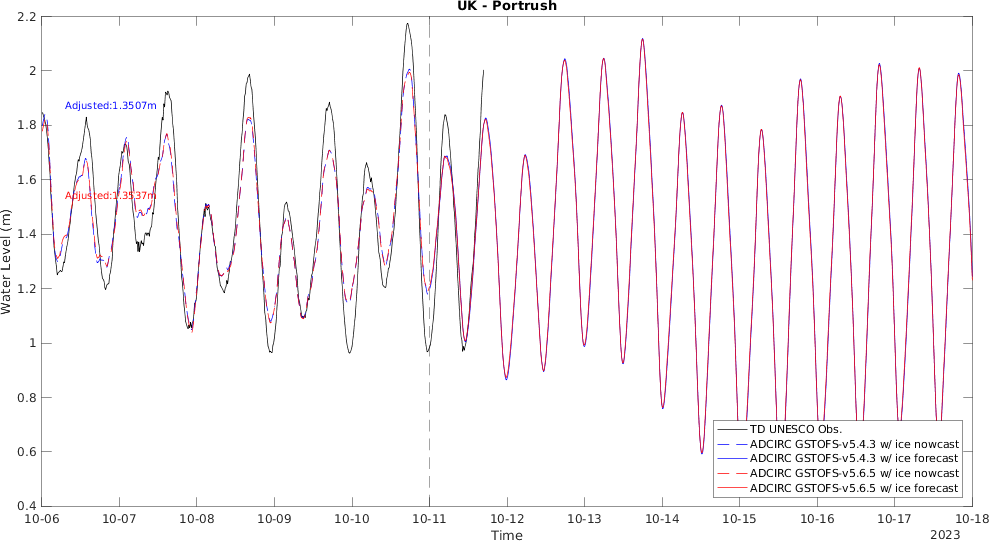 UK - Portrush
2.2
2
1.8
1.6
1.4
1.2
1
0.8
0.6
0.4
Water Level (m)
Adjusted:1.3507m
Adjusted:1.3537m
TD UNESCO Obs.
ADCIRC GSTOFS-v5.4.3 w/ ice nowcast
ADCIRC GSTOFS-v5.4.3 w/ ice forecast
ADCIRC GSTOFS-v5.6.5 w/ ice nowcast
ADCIRC GSTOFS-v5.6.5 w/ ice forecast
10-06 10-07 10-08 10-09 10-10 10-11 10-12 10-13 10-14 10-15 10-16 10-17 10-18
Time
2023